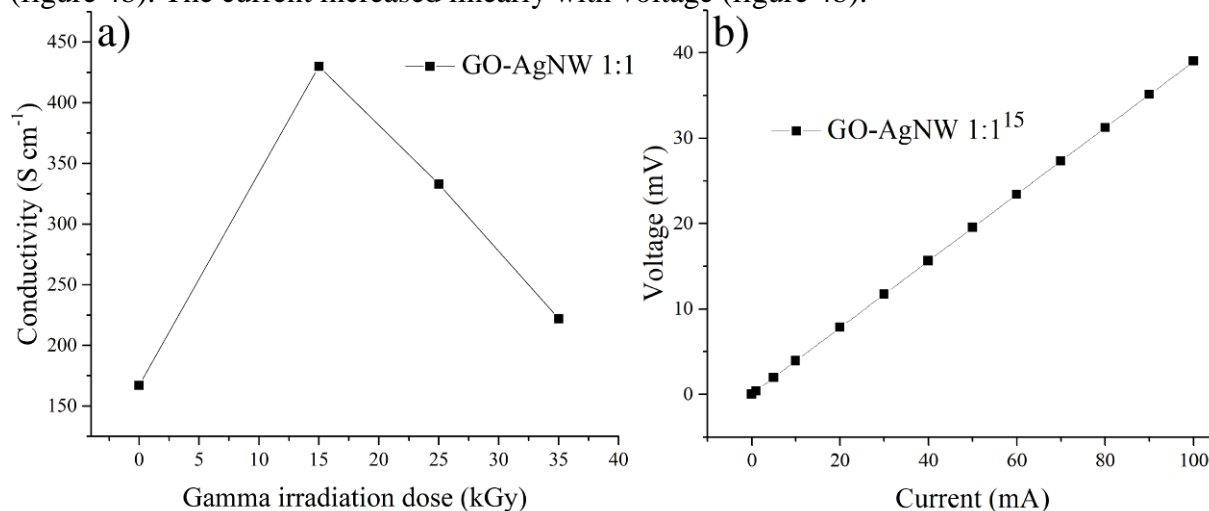 (figure 4b). The current increased linearly with voltage (figure 4b).
a)
GO-AgNW 1:1
450
400
350
300
250
200
150
Conductivity (S cm⁻¹)
0 5 10 15 20 25 30 35 40
Gamma irradiation dose (kGy)
b)
GO-AgNW 1:1¹⁵
40
30
20
10
0
Voltage (mV)
0 20 40 60 80 100
Current (mA)